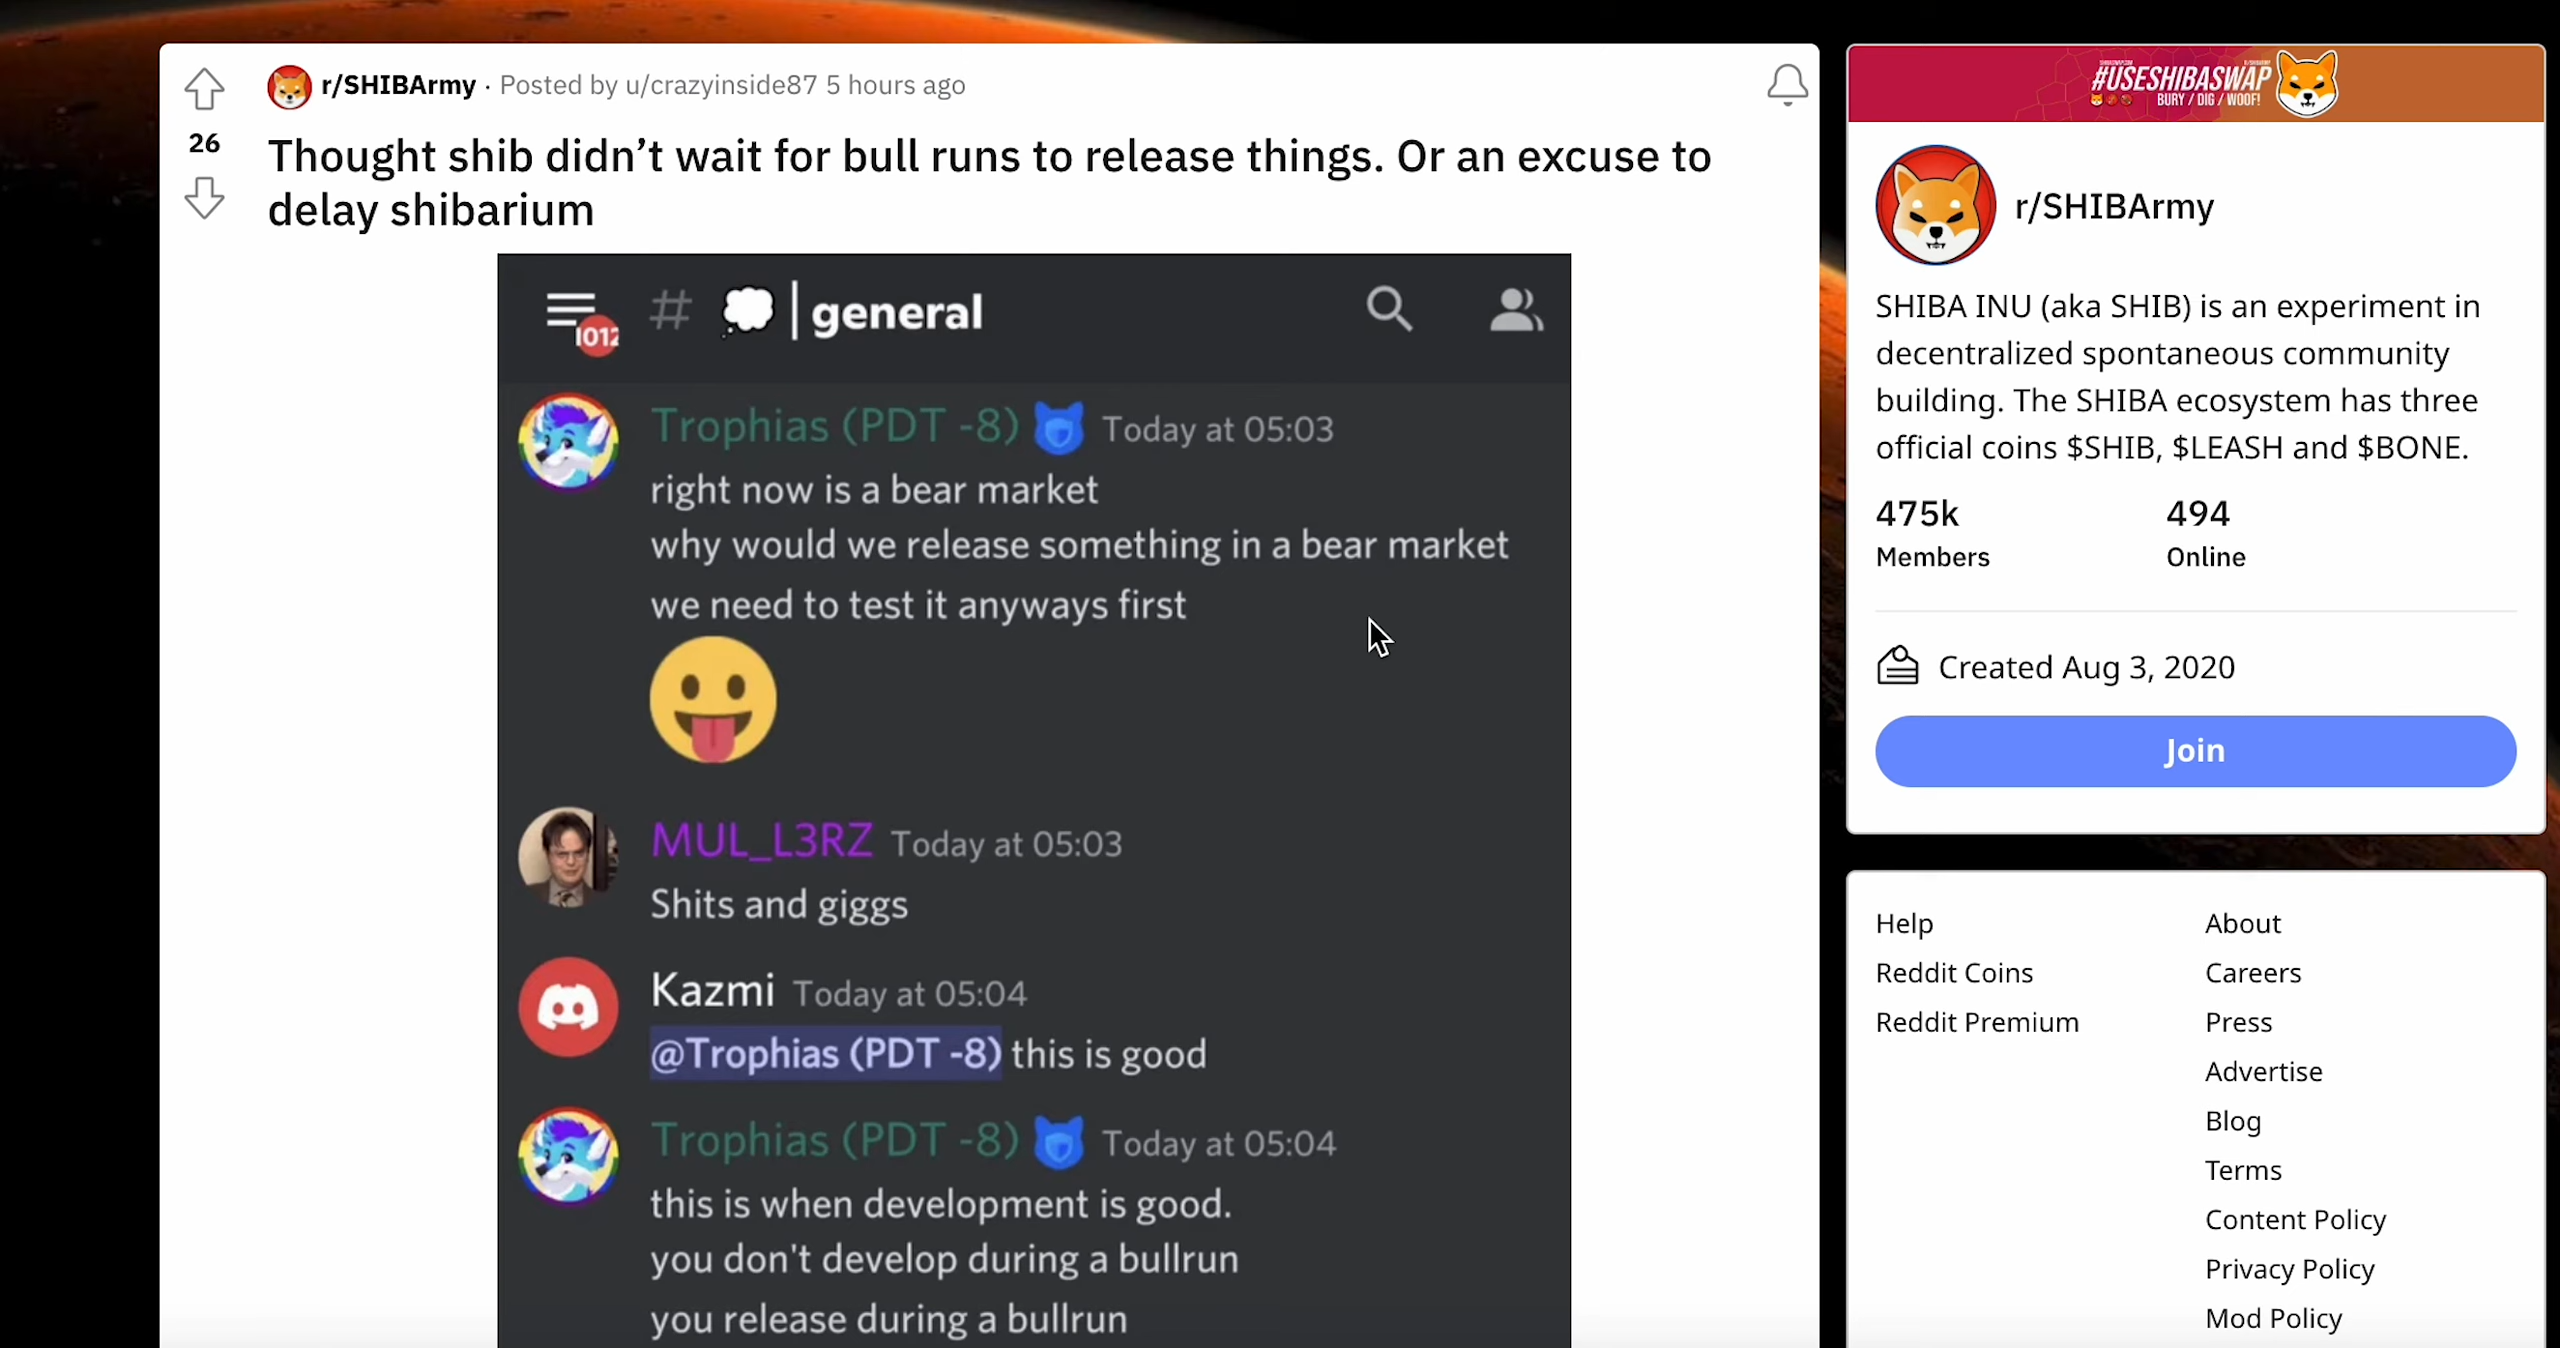 26
r/SHIBArmy · Posted by u/crazyinside87 5 hours ago
Thought shib didn’t wait for bull runs to release things. Or an excuse to
delay shibarium
1012
# | general
Trophias (PDT -8) Today at 05:03
right now is a bear market
why would we release something in a bear market
we need to test it anyways first
MUL_L3RZ Today at 05:03
Shits and giggs
Kazmi Today at 05:04
@Trophias (PDT -8) this is good
Trophias (PDT -8) Today at 05:04
this is when development is good.
you don't develop during a bullrun
you release during a bullrun
#USESHIBASWAP
BURY / DIG / WOOF!
r/SHIBArmy
SHIBA INU (aka SHIB) is an experiment in
decentralized spontaneous community
building. The SHIBA ecosystem has three
official coins $SHIB, $LEASH and $BONE.
475k
Members
494
Online
Created Aug 3, 2020
Join
Help
Reddit Coins
Reddit Premium
About
Careers
Press
Advertise
Blog
Terms
Content Policy
Privacy Policy
Mod Policy